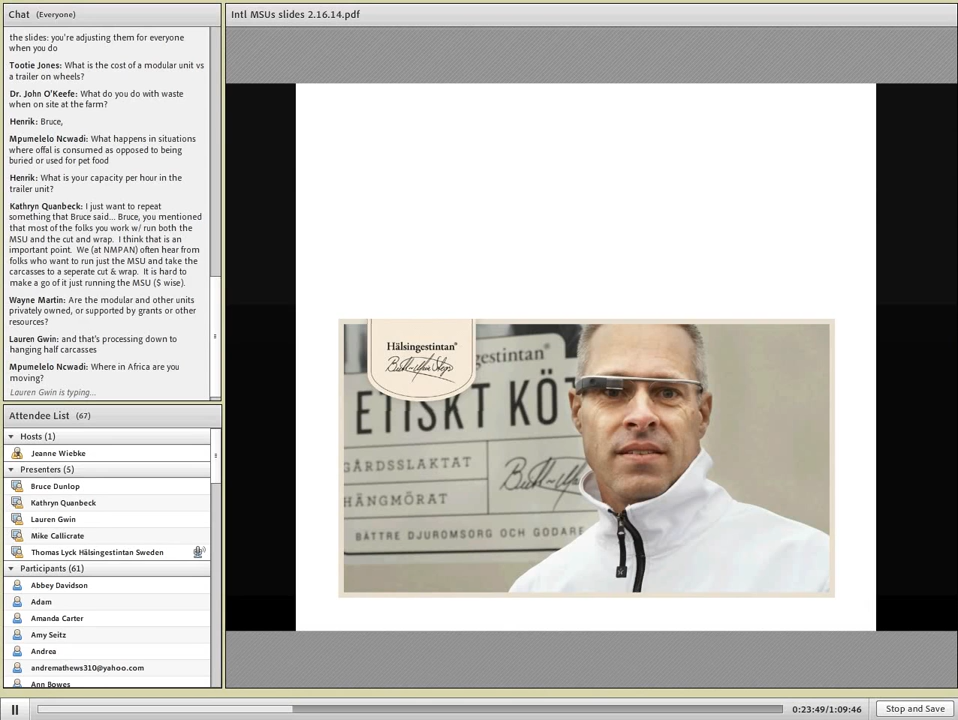 Chat (Everyone)
the slides: you're adjusting them for everyone
when you do
Tootie Jones: What is the cost of a modular unit vs
a trailer on wheels?
Dr. John O'Keefe: What do you do with waste
when on site at the farm?
Henrik: Bruce,
Mpumelelo Ncwadi: What happens in situations
where offal is consumed as opposed to being
buried or used for pet food
Henrik: What is your capacity per hour in the
trailer unit?
Kathryn Quanbeck: I just want to repeat
something that Bruce said... Bruce, you mentioned
that most of the folks you work w/ run both the
MSU and the cut and wrap. I think that is an
important point. We (at NMPAN) often hear from
folks who want to run just the MSU and take the
carcasses to a seperate cut & wrap. It is hard to
make a go of it just running the MSU ($ wise).
Wayne Martin: Are the modular and other units
privately owned, or supported by grants or other
resources?
Lauren Gwin: and that's processing down to
hanging half carcasses
Mpumelelo Ncwadi: Where in Africa are you
moving?
Lauren Gwin is typing...
Attendee List (67)
Hosts (1)
Jeanne Wiebke
Presenters (5)
Bruce Dunlop
Kathryn Quanbeck
Lauren Gwin
Mike Callicrate
Thomas Lyck Hälsingestintan Sweden
Participants (61)
Abbey Davidson
Adam
Amanda Carter
Amy Seitz
Andrea
andremathews310@yahoo.com
Ann Bowes
Intl MSUs slides 2.16.14.pdf
Hälsingestintan®
gestintan®
ETISKT KÖT
GÅRDSSLAKTAT
HÄNGMÖRAT
BÄTTRE DJUROMSORG OCH GODARE
0:23:49/1:09:46
Stop and Save